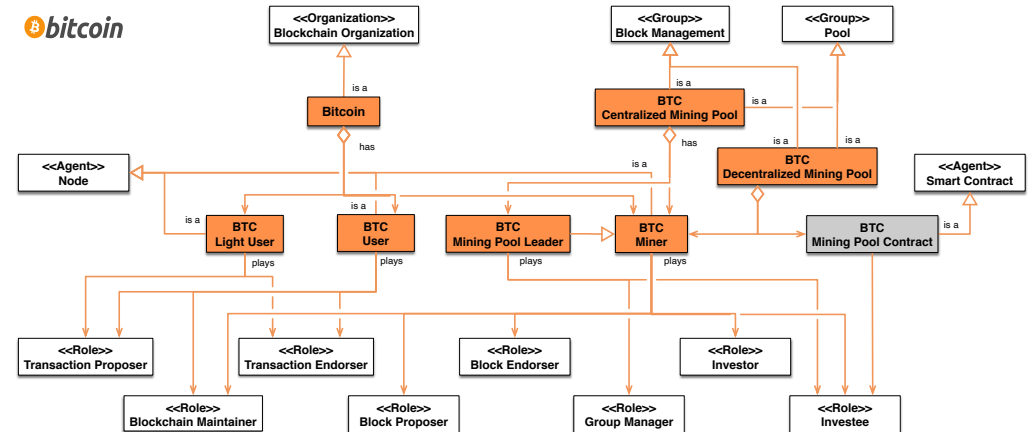 bitcoin
<<Organization>>
Blockchain Organization
<<Group>>
Block Management
<<Group>>
Pool
is a
is a
Bitcoin
BTC
Centralized Mining Pool
is a
has
has
is a
is a
is a
<<Agent>>
Node
BTC
Decentralized Mining Pool
<<Agent>>
Smart Contract
is a
is a
is a
BTC
Light User
BTC
User
BTC
Mining Pool Leader
BTC
Miner
BTC
Mining Pool Contract
plays
plays
plays
plays
<<Role>>
Transaction Proposer
<<Role>>
Transaction Endorser
<<Role>>
Block Endorser
<<Role>>
Investor
<<Role>>
Blockchain Maintainer
<<Role>>
Block Proposer
<<Role>>
Group Manager
<<Role>>
Investee